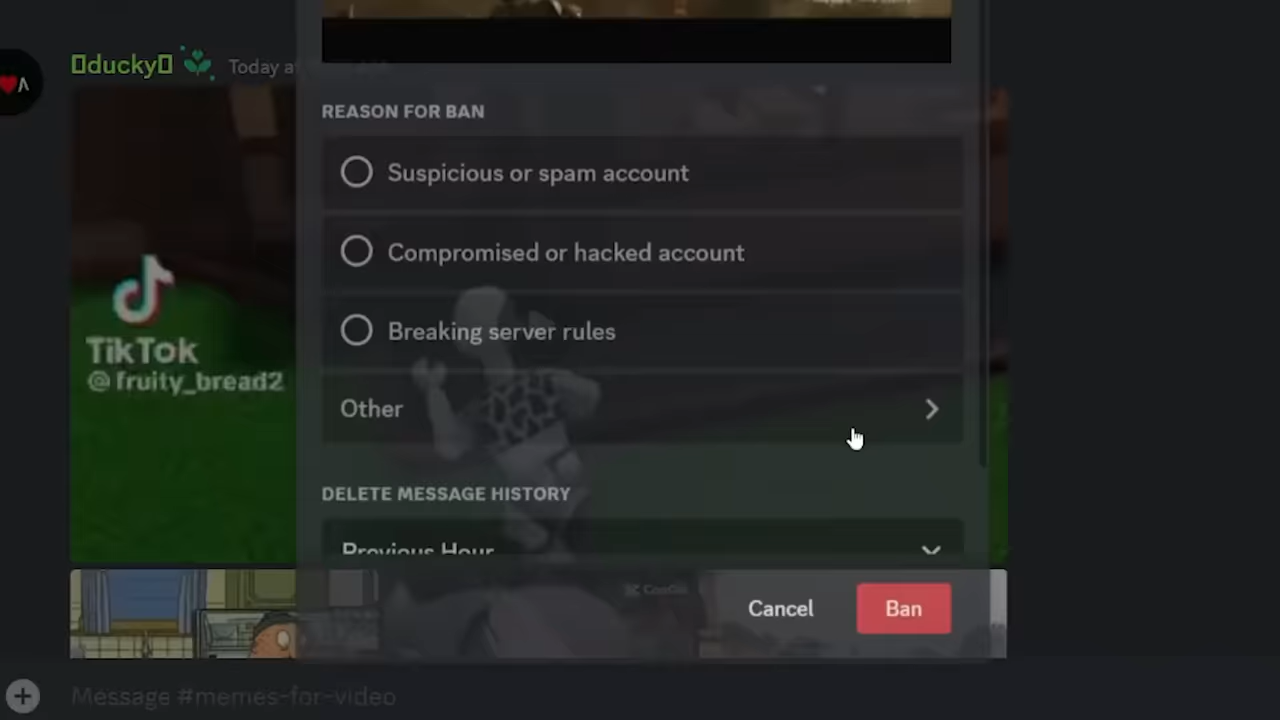 ducky
Today at
REASON FOR BAN
Suspicious or spam account
Compromised or hacked account
Breaking server rules
TikTok
@fruity_bread2
Other
DELETE MESSAGE HISTORY
Previous Hour
Cancel
Ban
Message #memes-for-video